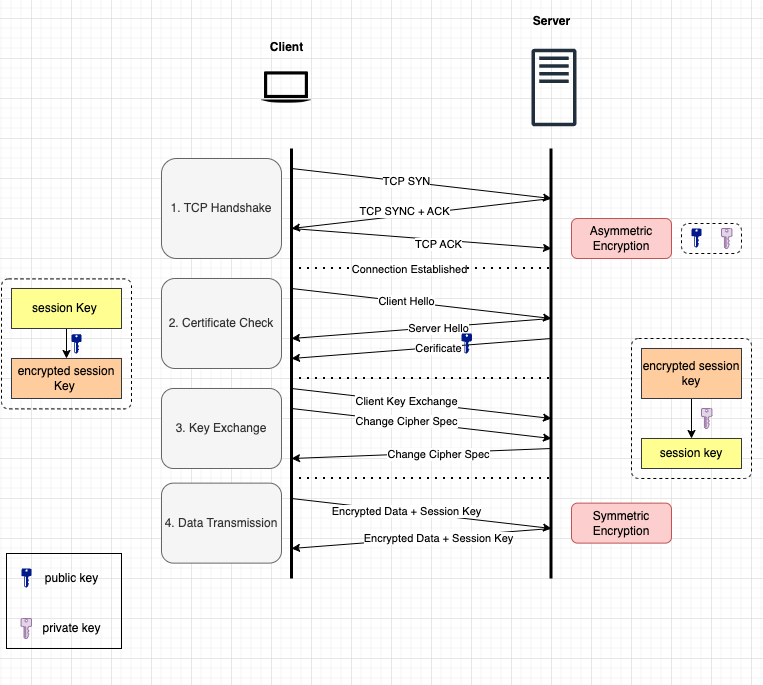 Server
Client
TCP SYN
1. TCP Handshake
TCP SYNC + ACK
Asymmetric
Encryption
TCP ACK
Connection Established
session Key
Client Hello
2. Certificate Check
Server Hello
Cerificate
encrypted session
Key
encrypted session
key
Client Key Exchange
3. Key Exchange
Change Cipher Spec
Change Cipher Spec
session key
4. Data Transmission
Encrypted Data + Session Key
Symmetric
Encryption
Encrypted Data + Session Key
public key
private key